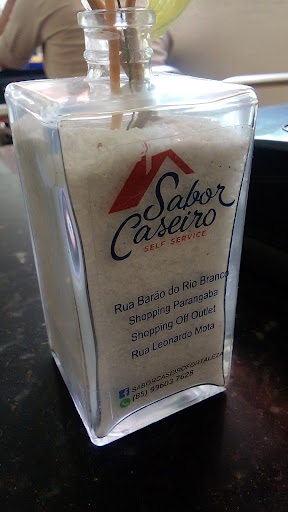 Sabor
Caseiro
SELF SERVICE
Rua Barão do Rio Branco
Shopping Parangaba
Shopping Off Outlet
Rua Leonardo Mota
SABORCASEIROFORTALEZA
(85) 99603 7628